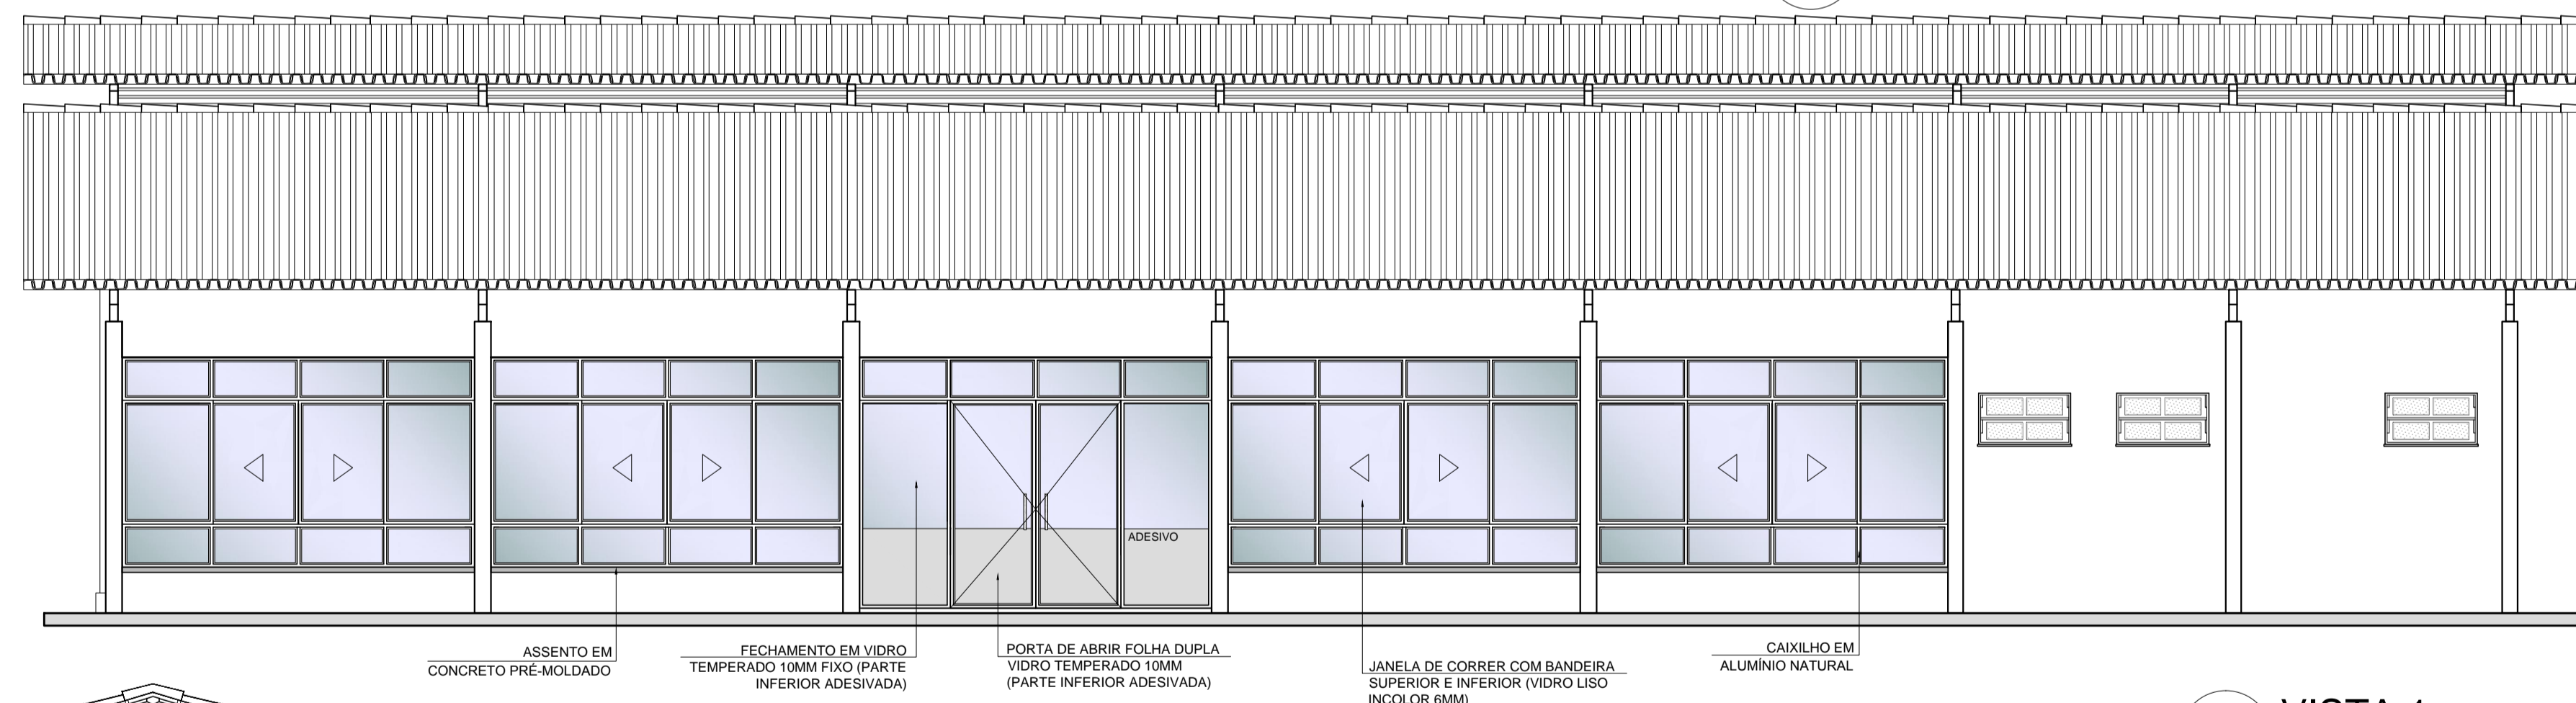 ADESIVO
ASSENTO EM
CONCRETO PRÉ-MOLDADO
FECHAMENTO EM VIDRO
TEMPERADO 10MM FIXO (PARTE
INFERIOR ADESIVADA)
PORTA DE ABRIR FOLHA DUPLA
VIDRO TEMPERADO 10MM
(PARTE INFERIOR ADESIVADA)
JANELA DE CORRER COM BANDEIRA
SUPERIOR E INFERIOR (VIDRO LISO
INCOLOR 6MM)
CAIXILHO EM
ALUMÍNIO NATURAL